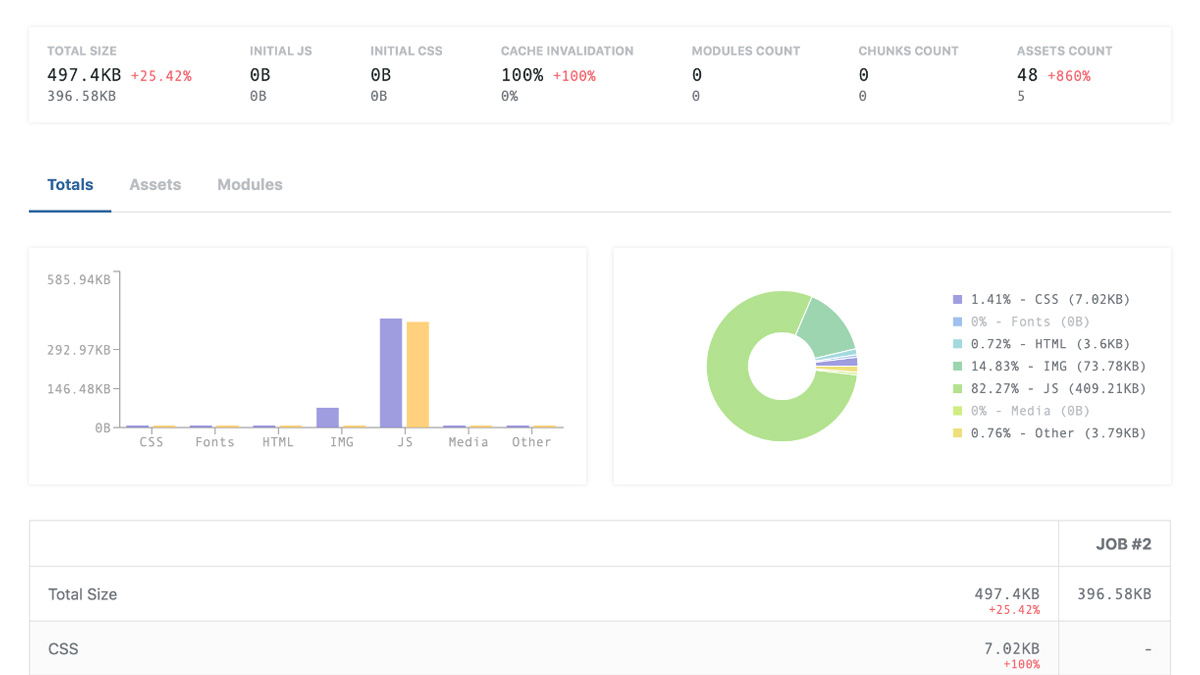 TOTAL SIZE INITIAL JS INITIAL CSS CACHE INVALIDATION MODULES COUNT CHUNKS COUNT ASSETS COUNT
497.4KB +25.42% 0B 0B 100% +100% 0 0 48 +860%
396.58KB 0B 0B 0% 0 0 5
Totals Assets Modules
585.94KB
292.97KB
146.48KB
0B
CSS Fonts HTML IMG JS Media Other
1.41% - CSS (7.02KB)
0% - Fonts (0B)
0.72% - HTML (3.6KB)
14.83% - IMG (73.78KB)
82.27% - JS (409.21KB)
0% - Media (0B)
0.76% - Other (3.79KB)
JOB #2
Total Size 497.4KB 396.58KB
+25.42%
CSS 7.02KB -
+100%